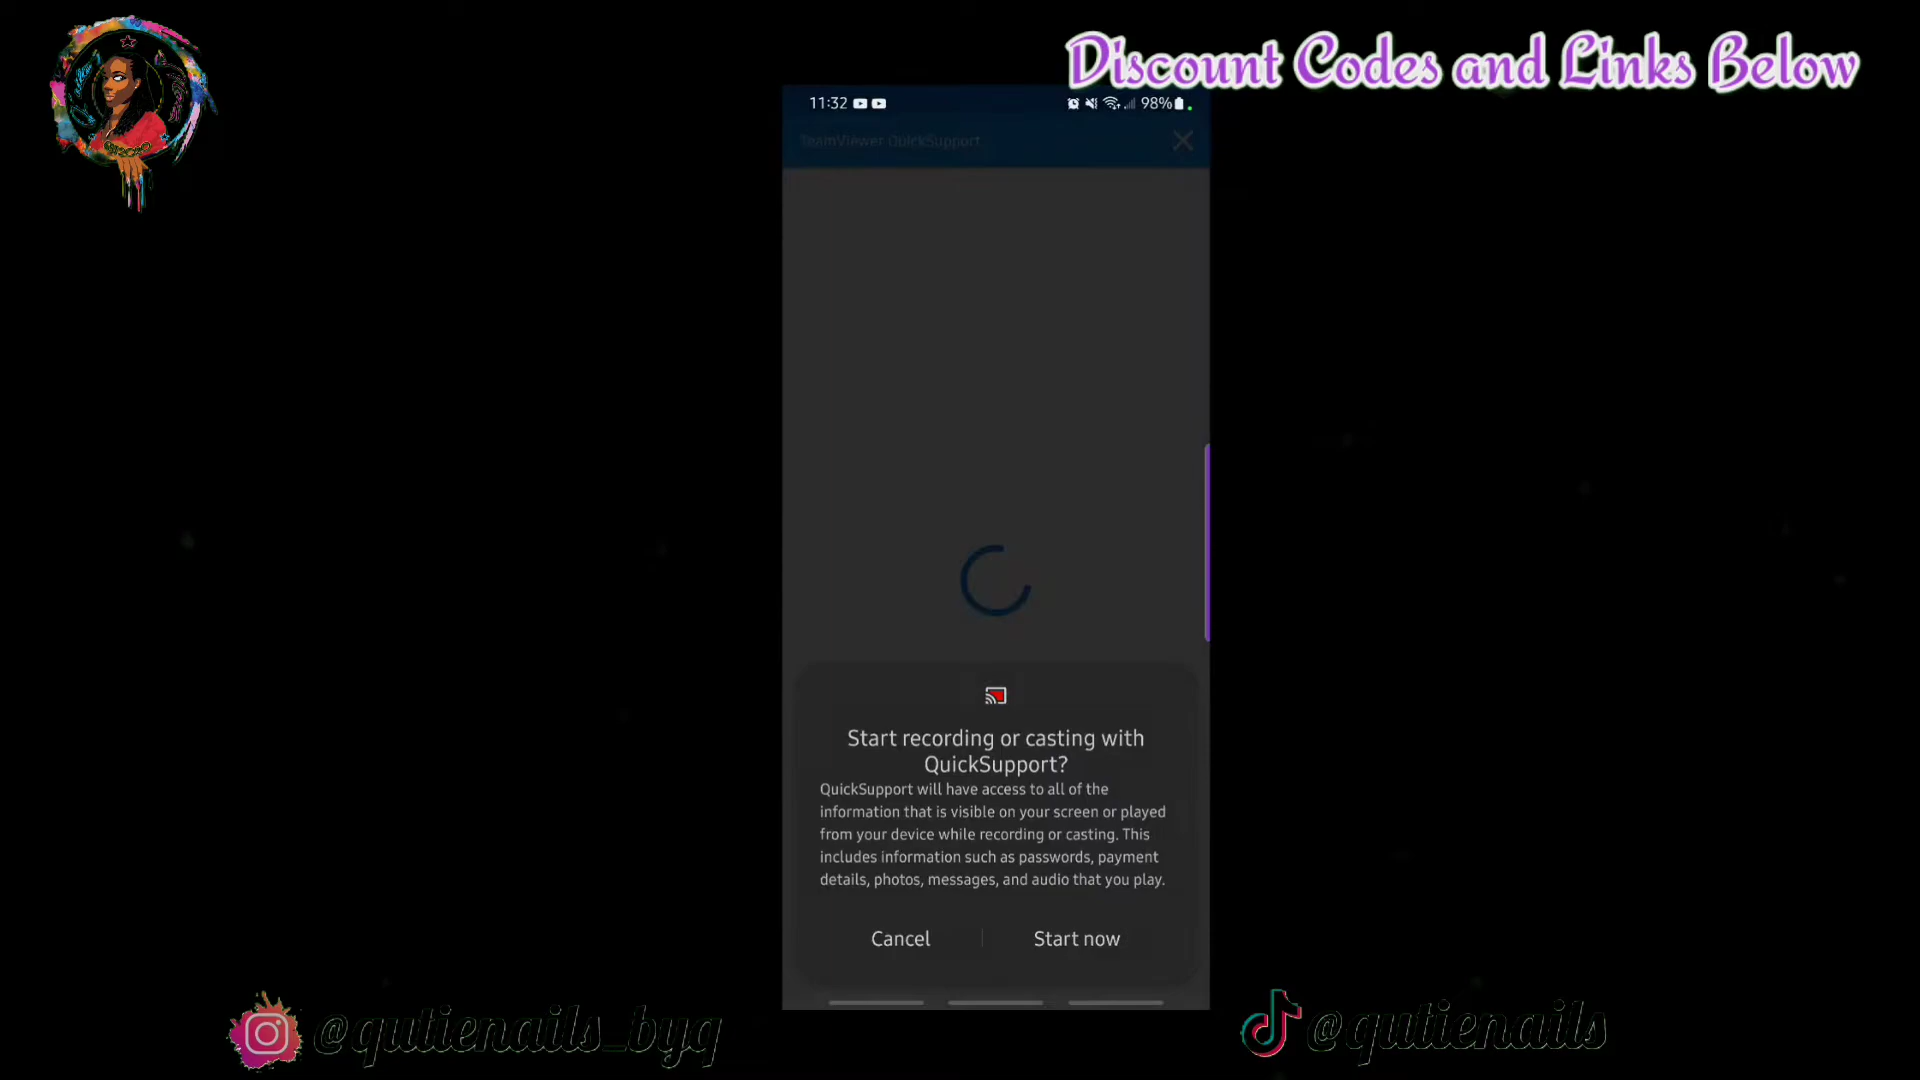 Discount Codes and Links Below
11:32
98%
TeamViewer QuickSupport
Start recording or casting with
QuickSupport?
QuickSupport will have access to all of the
information that is visible on your screen or played
from your device while recording or casting. This
includes information such as passwords, payment
details, photos, messages, and audio that you play.
Cancel
Start now
@qutienails_byq
@qutienails